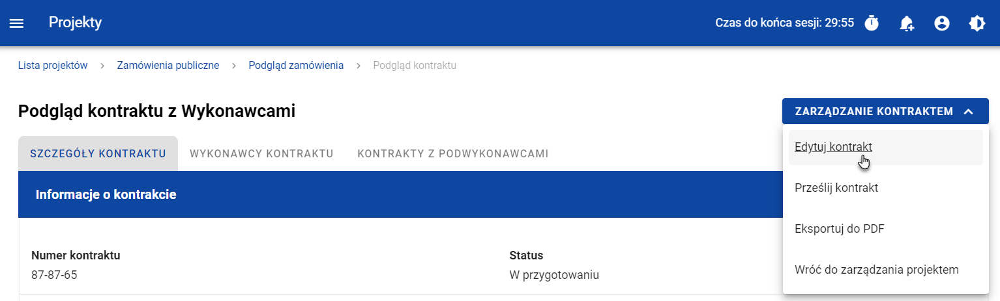 Projekty
Czas do końca sesji: 29:55
Lista projektów > Zamówienia publiczne > Podgląd zamówienia > Podgląd kontraktu
Podgląd kontraktu z Wykonawcami
ZARZĄDZANIE KONTRAKTEM
Edytuj kontrakt
Prześlij kontrakt
Eksportuj do PDF
Wróć do zarządzania projektem
SZCZEGÓŁY KONTRAKTU WYKONAWCY KONTRAKTU KONTRAKTY Z PODWYKONAWCAMI
Informacje o kontrakcie
Numer kontraktu
87-87-65
Status
W przygotowaniu